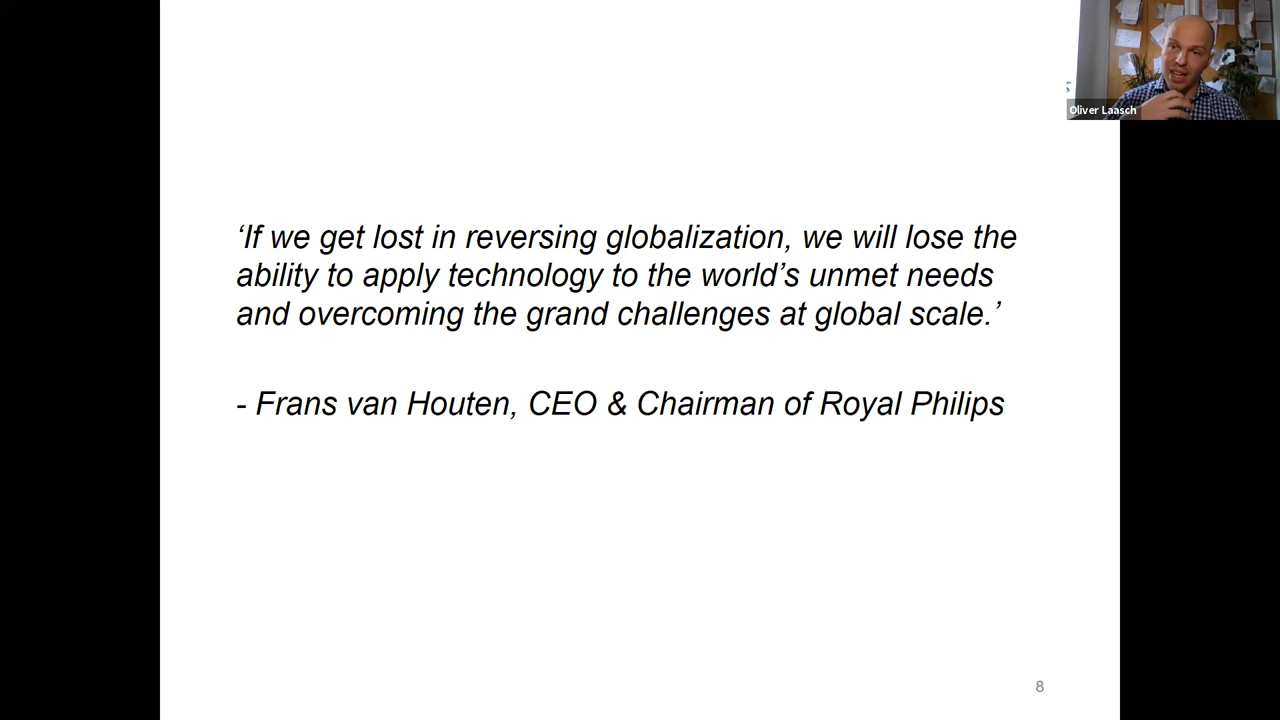 Oliver Laasch
‘If we get lost in reversing globalization, we will lose the
ability to apply technology to the world’s unmet needs
and overcoming the grand challenges at global scale.’
- Frans van Houten, CEO & Chairman of Royal Philips
8